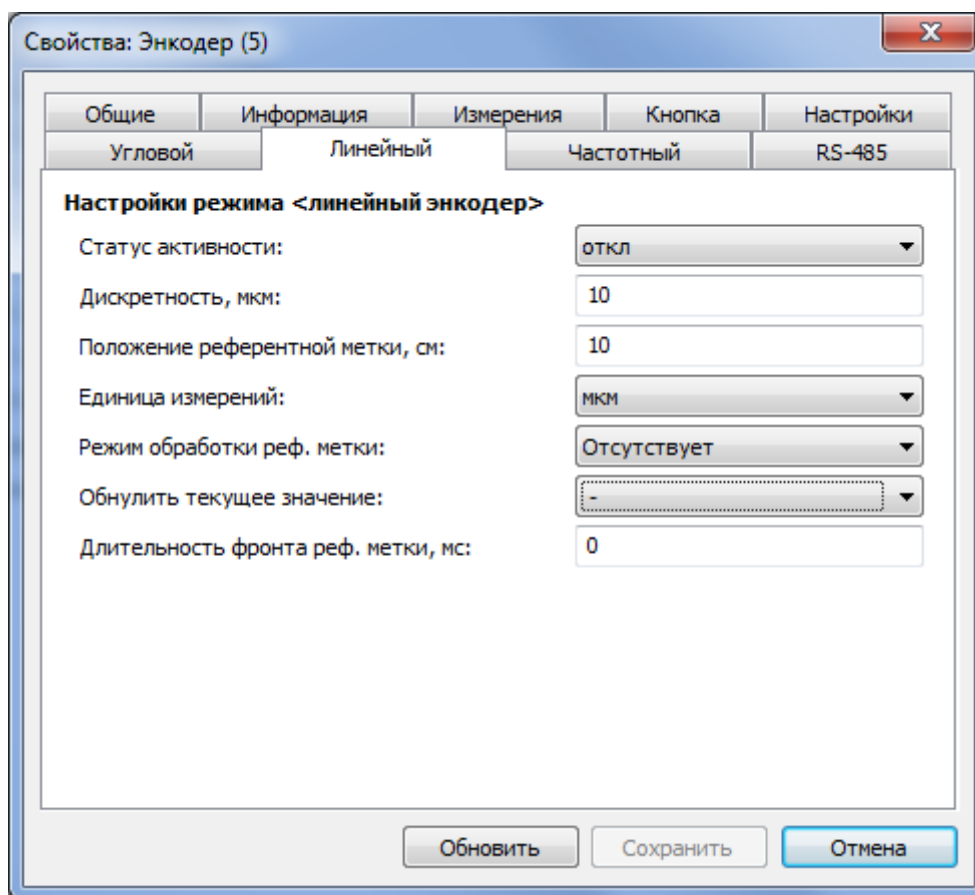 Свойства: Энкодер (5)
Общие Информация Измерения Кнопка Настройки
Угловой Линейный Частотный RS-485
Настройки режима <линейный энкодер>
Статус активности: откл
Дискретность, мкм: 10
Положение референтной метки, см: 10
Единица измерений: мкм
Режим обработки реф. метки: Отсутствует
Обнулить текущее значение: -
Длительность фронта реф. метки, мс: 0
Обновить Сохранить Отмена